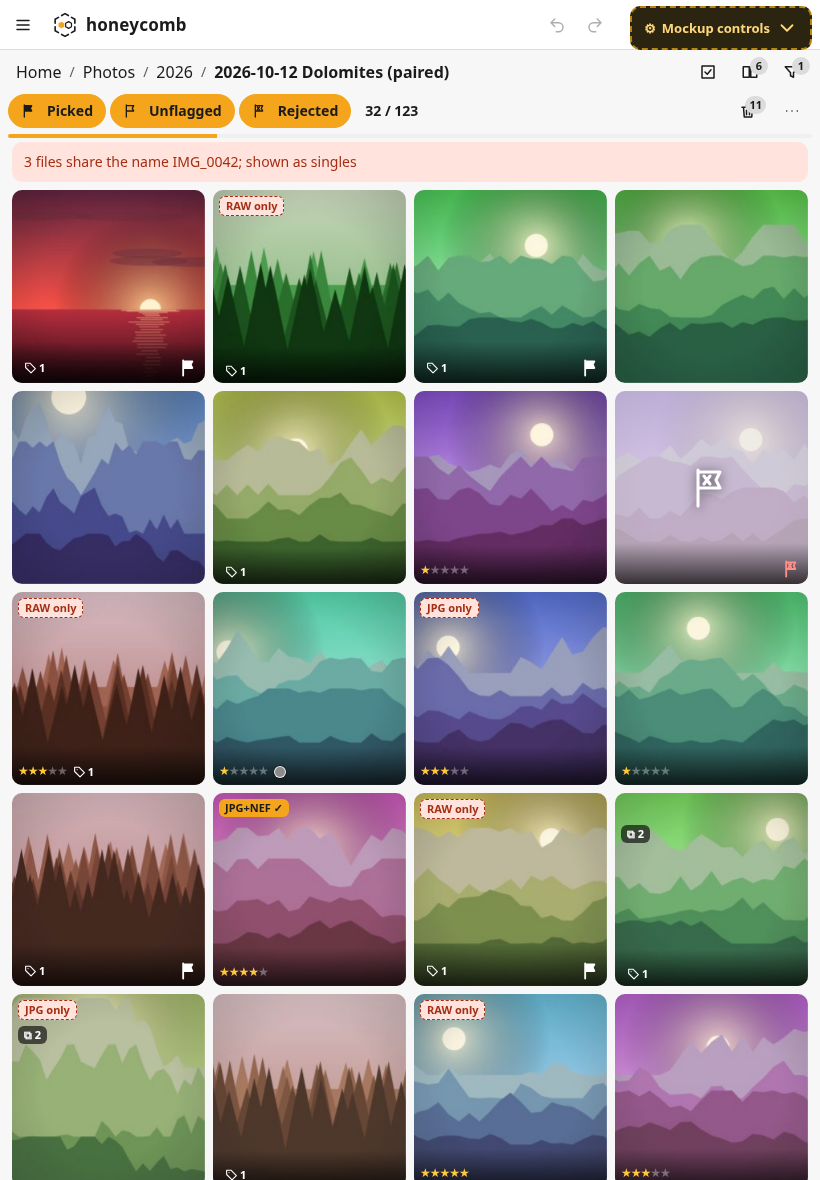 honeycomb
⚙ Mockup controls
Home / Photos / 2026 / 2026-10-12 Dolomites (paired)
6
1
Picked
Unflagged
Rejected
32 / 123
11
3 files share the name IMG_0042; shown as singles
1
RAW only
1
1
1
RAW only
1
JPG only
1
JPG+NEF ✓
RAW only
1
2
1
JPG only
2
1
RAW only